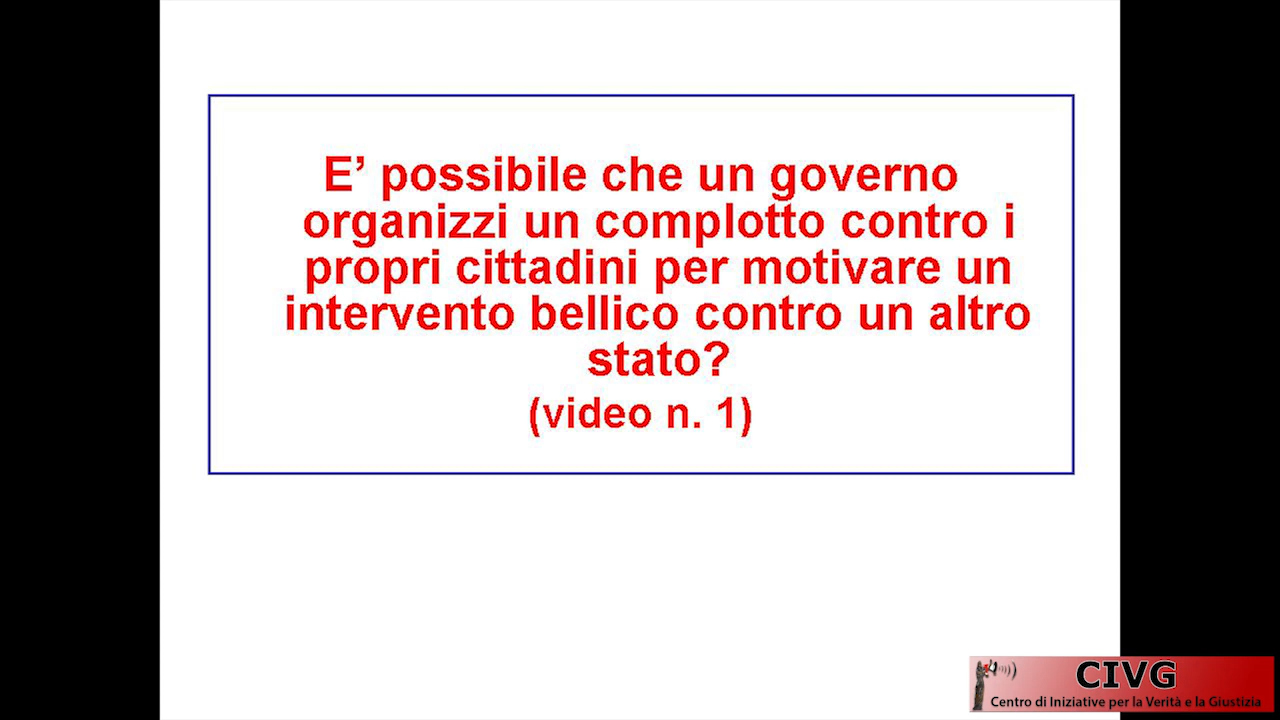 E’ possibile che un governo
organizzi un complotto contro i
propri cittadini per motivare un
intervento bellico contro un altro
stato?
(video n. 1)
CIVG
Centro di Iniziative per la Verità e la Giustizia